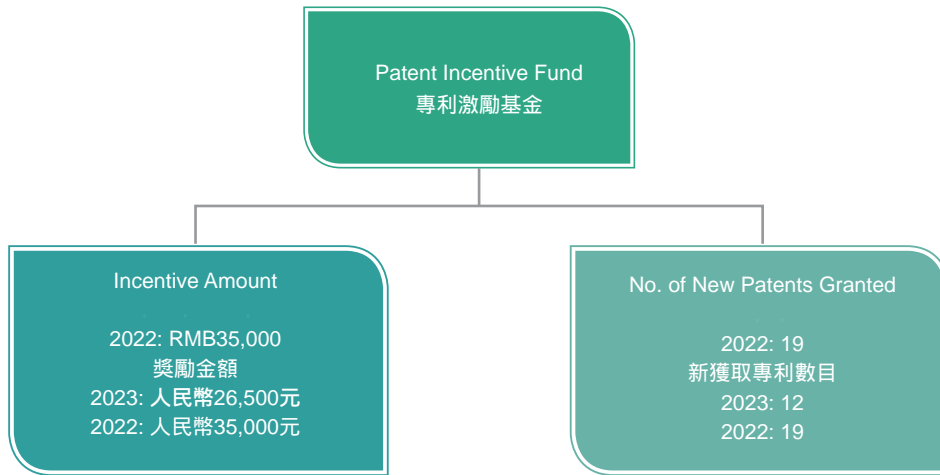 Patent Incentive Fund
專利激勵基金
Incentive Amount
2022: RMB35,000
獎勵金額
2023: 人民幣26,500元
2022: 人民幣35,000元
No. of New Patents Granted
2022: 19
新獲取專利數目
2023: 12
2022: 19